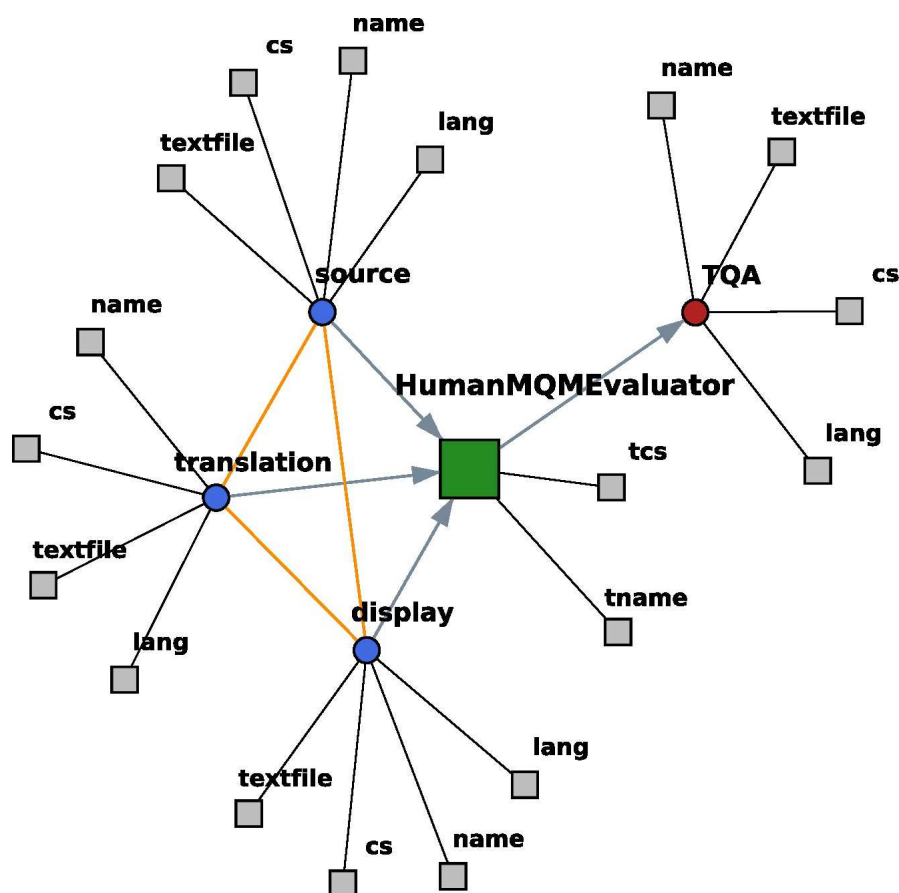 name
cs
name
lang
textfile
textfile
source
TQA
cs
name
HumanMQMEvaluator
cs
lang
translation
tcs
textfile
tname
display
lang
lang
textfile
name
cs